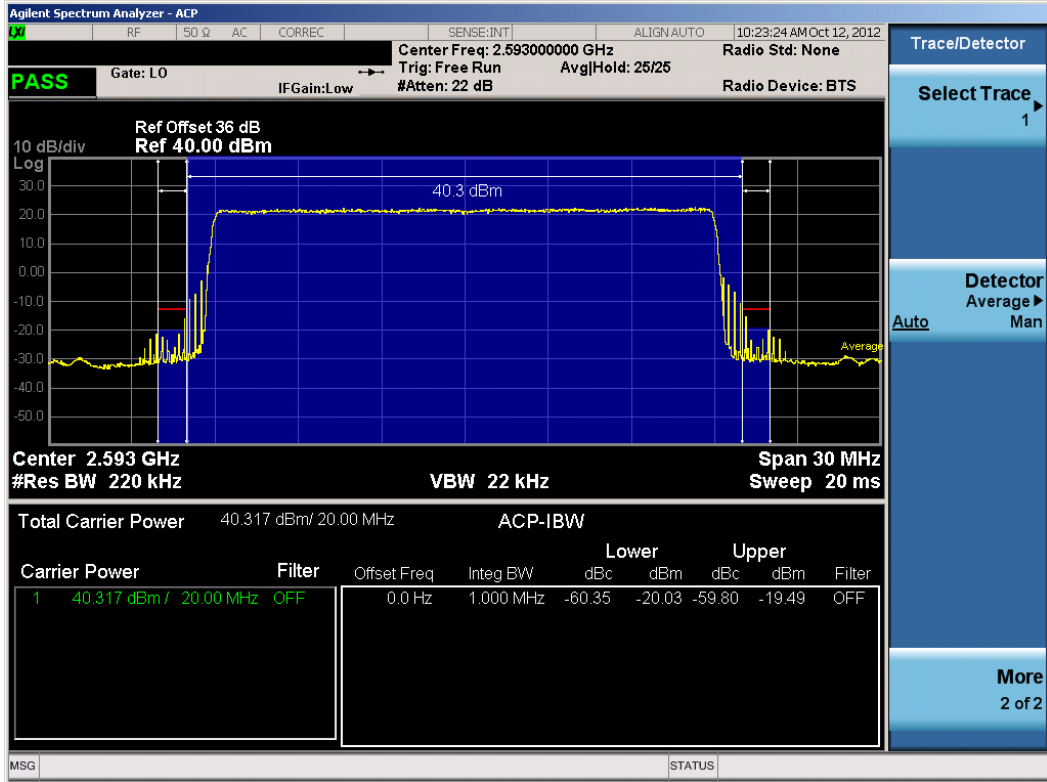 Agilent Spectrum Analyzer - ACP
LXI RF 50 Ω AC CORREC SENSE:INT ALIGN AUTO 10:23:24 AM Oct 12, 2012
Center Freq: 2.593000000 GHz Radio Std: None
Trig: Free Run Avg|Hold: 25/25
PASS Gate: LO IFGain:Low #Atten: 22 dB Radio Device: BTS
Ref Offset 36 dB
10 dB/div Ref 40.00 dBm
Log
30.0
40.3 dBm
20.0
10.0
0.00
-10.0
-20.0
Average
-30.0
-40.0
-50.0
Center 2.593 GHz Span 30 MHz
#Res BW 220 kHz VBW 22 kHz Sweep 20 ms
Total Carrier Power 40.317 dBm/ 20.00 MHz ACP-IBW
Lower Upper
Carrier Power Filter Offset Freq Integ BW dBc dBm dBc dBm Filter
1 40.317 dBm / 20.00 MHz OFF 0.0 Hz 1.000 MHz -60.35 -20.03 -59.80 -19.49 OFF
MSG STATUS
Trace/Detector
Select Trace
1
Detector
Average
Auto Man
More
2 of 2